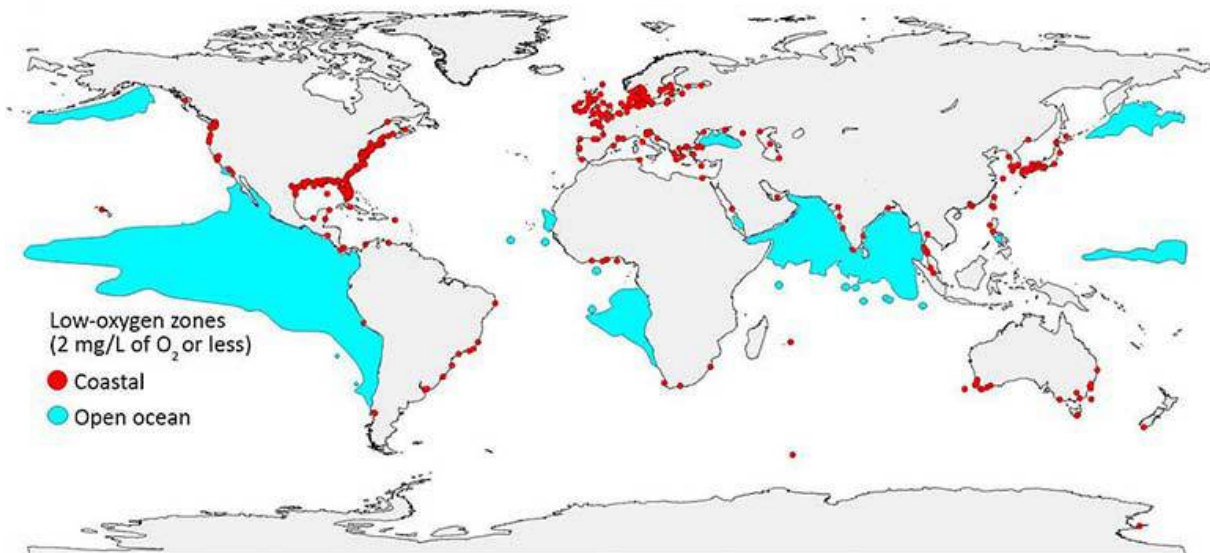 Low-oxygen zones
(2 mg/L of O₂ or less)
Coastal
Open ocean